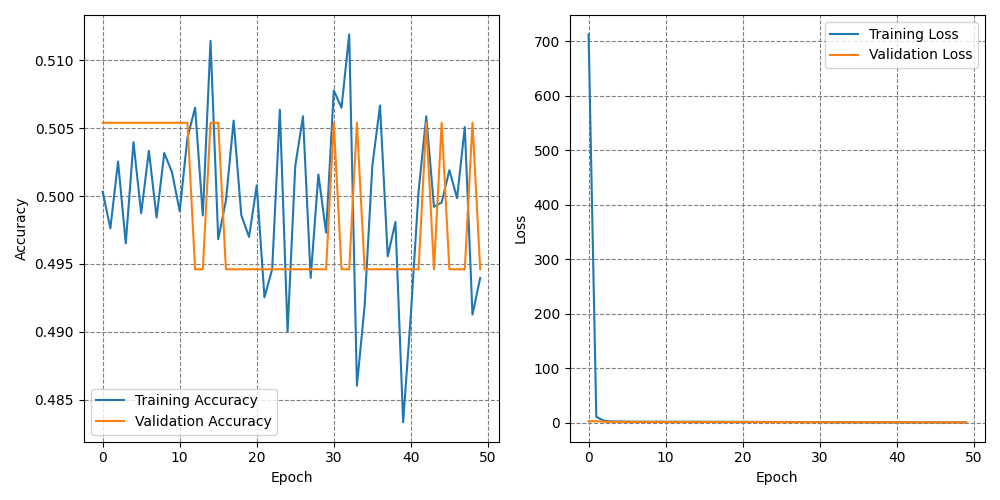 0.510
0.505
0.500
0.495
0.490
0.485
Accuracy
Training Accuracy
Validation Accuracy
0 10 20 30 40 50
Epoch
700
600
500
400
300
200
100
0
Loss
Training Loss
Validation Loss
0 10 20 30 40 50
Epoch